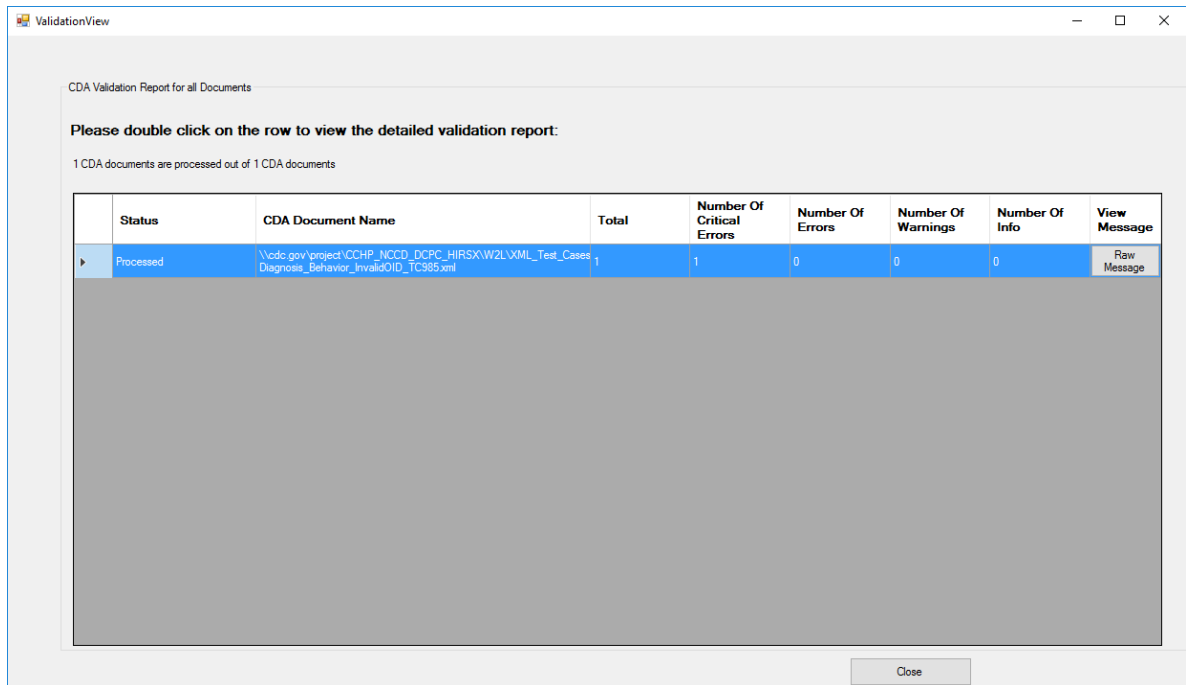 ValidationView
CDA Validation Report for all Documents
Please double click on the row to view the detailed validation report:
1 CDA documents are processed out of 1 CDA documents
Status
CDA Document Name
Total
Number Of
Critical
Errors
Number Of
Errors
Number Of
Warnings
Number Of
Info
View
Message
Processed
\\cdc.gov\project\CCHP_NCCD_DCPC_HIRSX\W2L\XML_Test_Cases
Diagnosis_Behavior_InvalidOID_TC985.xml
1
1
0
0
0
Raw
Message
Close